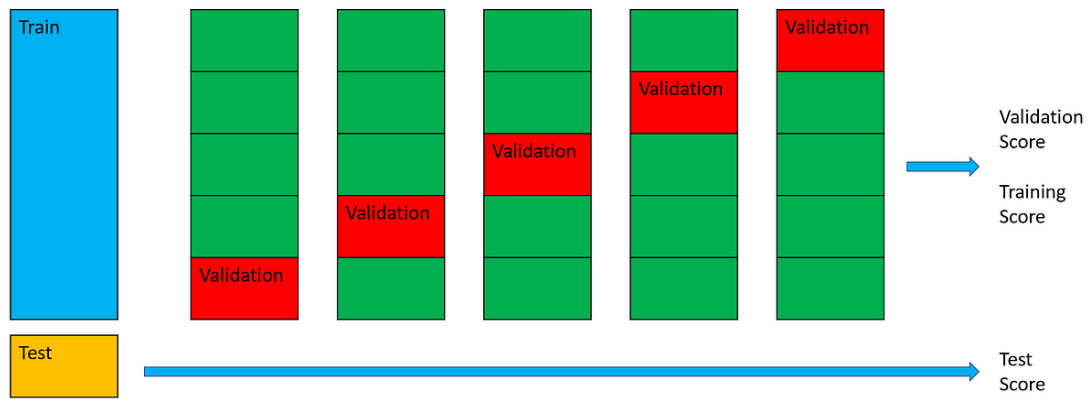 Train
Validation
Validation
Validation
Validation
Validation
Validation
Score
Training
Score
Test
Test
Score